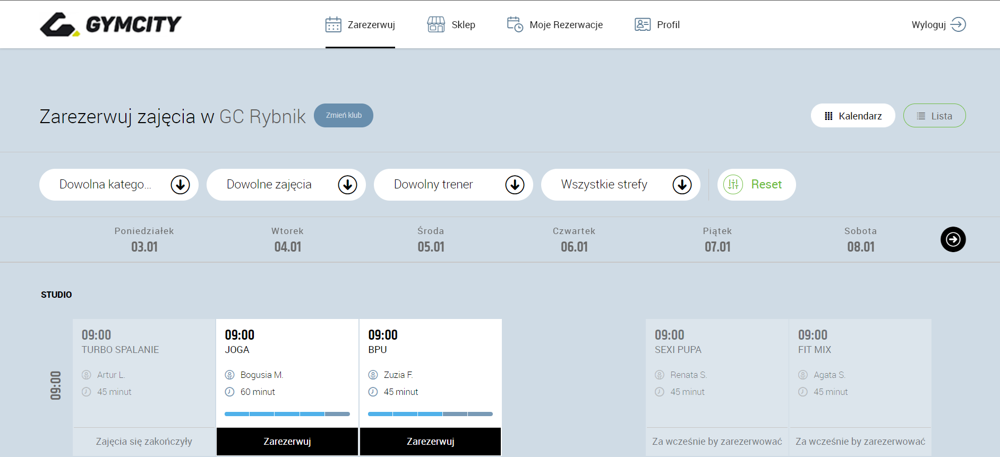 GYMCITY
Zarezerwuj
Sklep
Moje Rezerwacje
Profil
Wyloguj
Zarezerwuj zajęcia w GC Rybnik
Zmień klub
Kalendarz
Lista
Dowolna katego...
Dowolne zajęcia
Dowolny trener
Wszystkie strefy
Reset
Poniedziałek
03.01
Wtorek
04.01
Środa
05.01
Czwartek
06.01
Piątek
07.01
Sobota
08.01
STUDIO
09:00
09:00
TURBO SPALANIE
Artur L.
45 minut
Zajęcia się zakończyły
09:00
JOGA
Bogusia M.
60 minut
Zarezerwuj
09:00
BPU
Zuzia F.
45 minut
Zarezerwuj
09:00
SEXI PUPA
Renata S.
45 minut
Za wcześnie by zarezerwować
09:00
FIT MIX
Agata S.
45 minut
Za wcześnie by zarezerwować